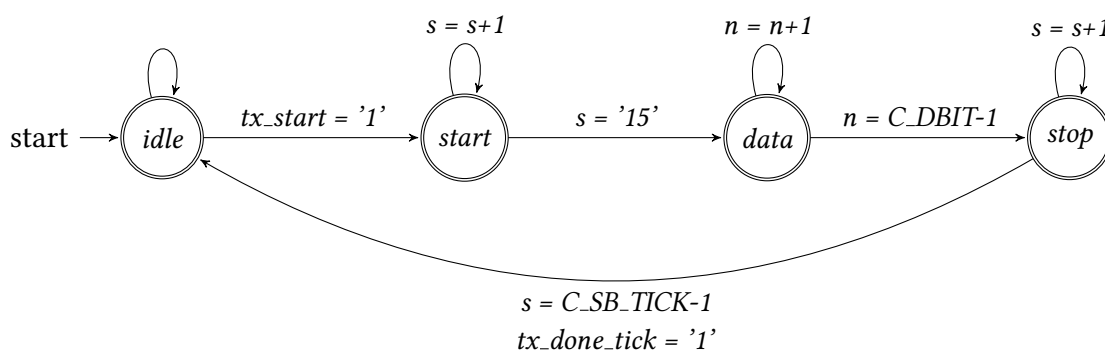 s = s+1
n = n+1
s = s+1
start
idle
tx_start = '1'
start
s = '15'
data
n = C_DBIT-1
stop
s = C_SB_TICK-1
tx_done_tick = '1'